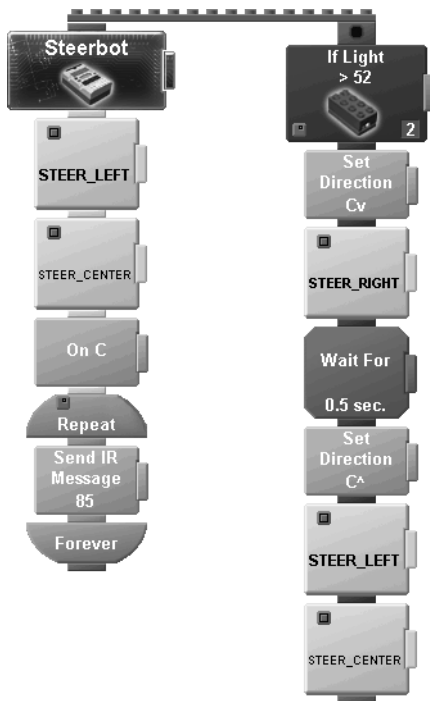 Steerbot
STEER_LEFT
STEER_CENTER
On C
Repeat
Send IR
Message
85
Forever
If Light
> 52
2
Set
Direction
Cv
STEER_RIGHT
Wait For
0.5 sec.
Set
Direction
C^
STEER_LEFT
STEER_CENTER